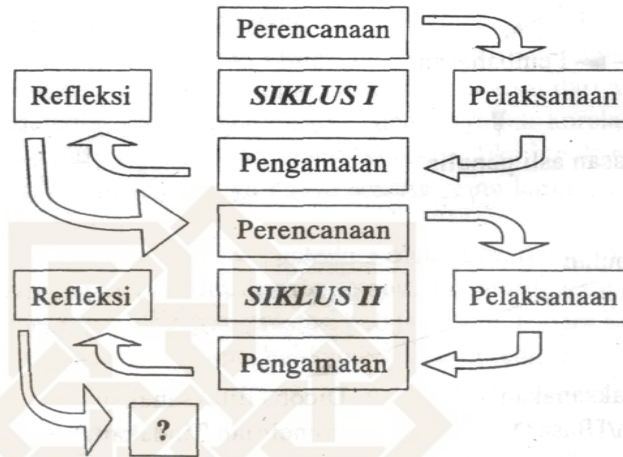 Perencanaan
Refleksi
SIKLUS I
Pelaksanaan
Pengamatan
Perencanaan
Refleksi
SIKLUS II
Pelaksanaan
Pengamatan
?